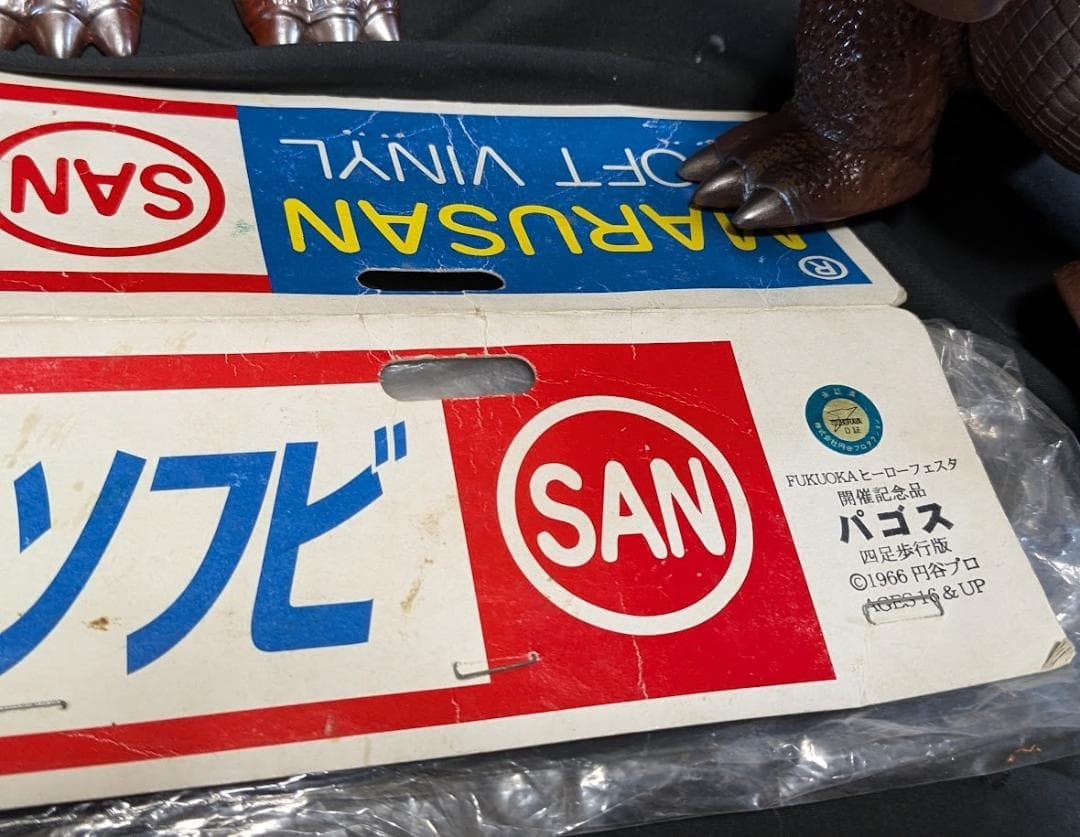 SAN
MARUSAN
®
OFT VINYL
ソフビ
SAN
FUKUOKAヒーローフェスタ
開催記念品
パゴス
四足歩行版
©1966 円谷プロ
AGES 16 & UP